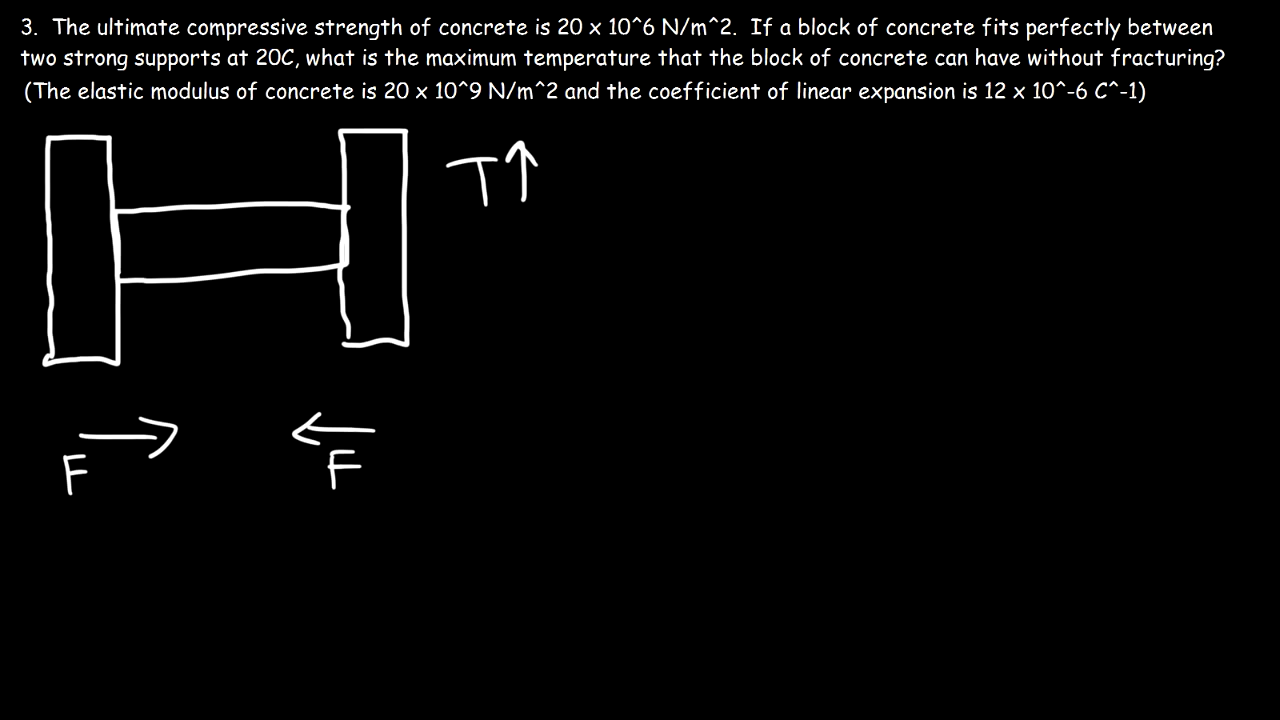 3. The ultimate compressive strength of concrete is 20 x 10^6 N/m^2. If a block of concrete fits perfectly between
two strong supports at 20C, what is the maximum temperature that the block of concrete can have without fracturing?
(The elastic modulus of concrete is 20 x 10^9 N/m^2 and the coefficient of linear expansion is 12 x 10^-6 C^-1)
T↑
F F